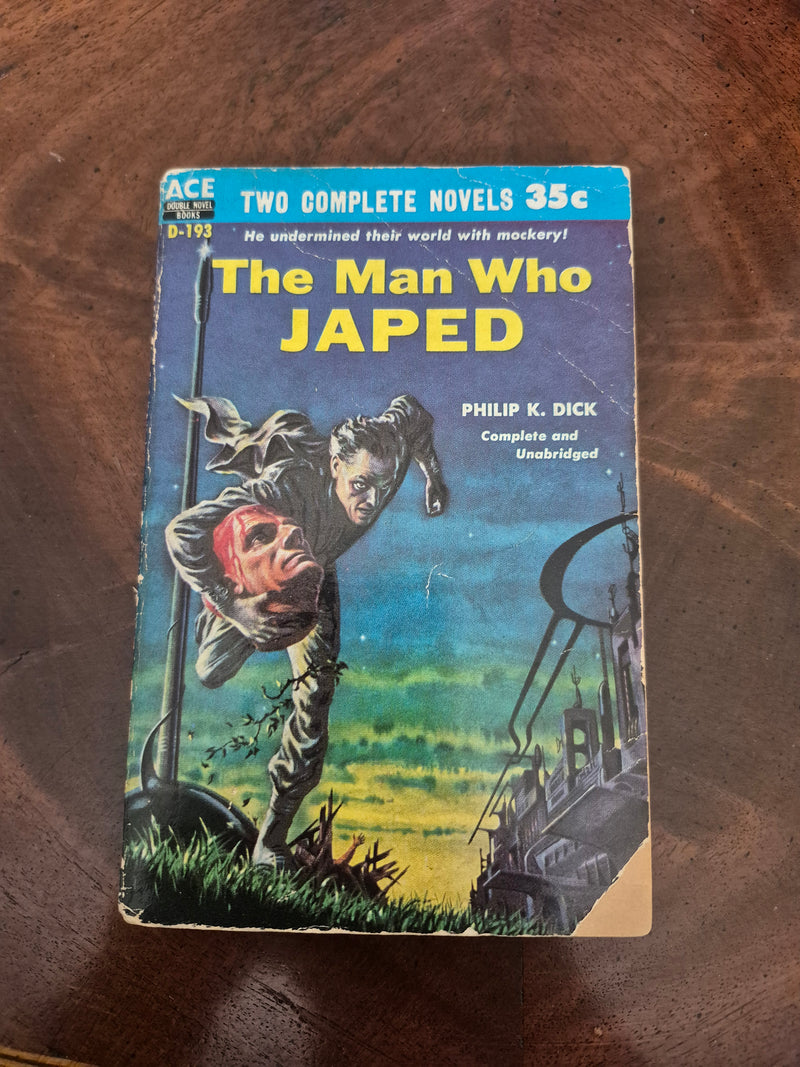 ACE
DOUBLE NOVEL
BOOKS
D-193
TWO COMPLETE NOVELS 35c
He undermined their world with mockery!
The Man Who
JAPED
PHILIP K. DICK
Complete and
Unabridged